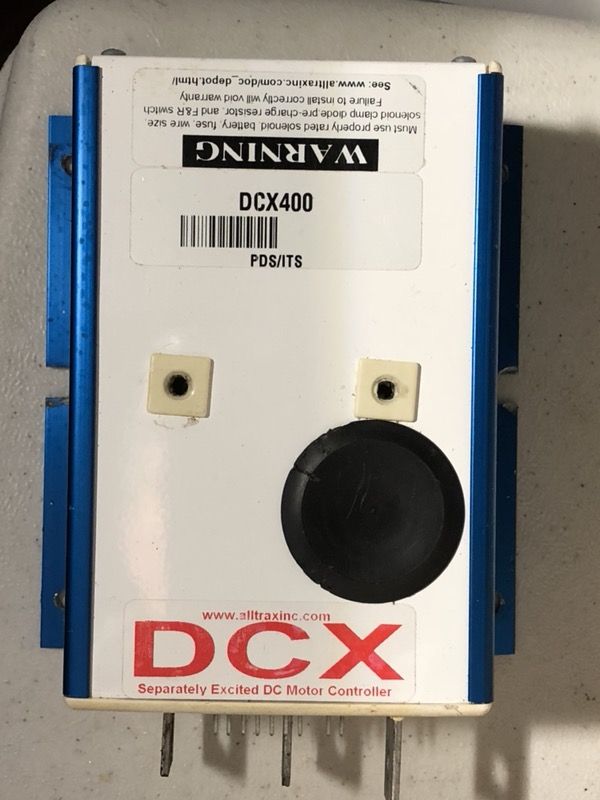 WARNING
Must use properly rated solenoid, battery, fuse, wire size,
solenoid clamp diode pre-charge resistor, and F&R switch
Failure to install correctly will void warranty
See: www.alltraxinc.com/doc_depot.html/
DCX400
PDS/ITS
www.alltraxinc.com
DCX
Separately Excited DC Motor Controller